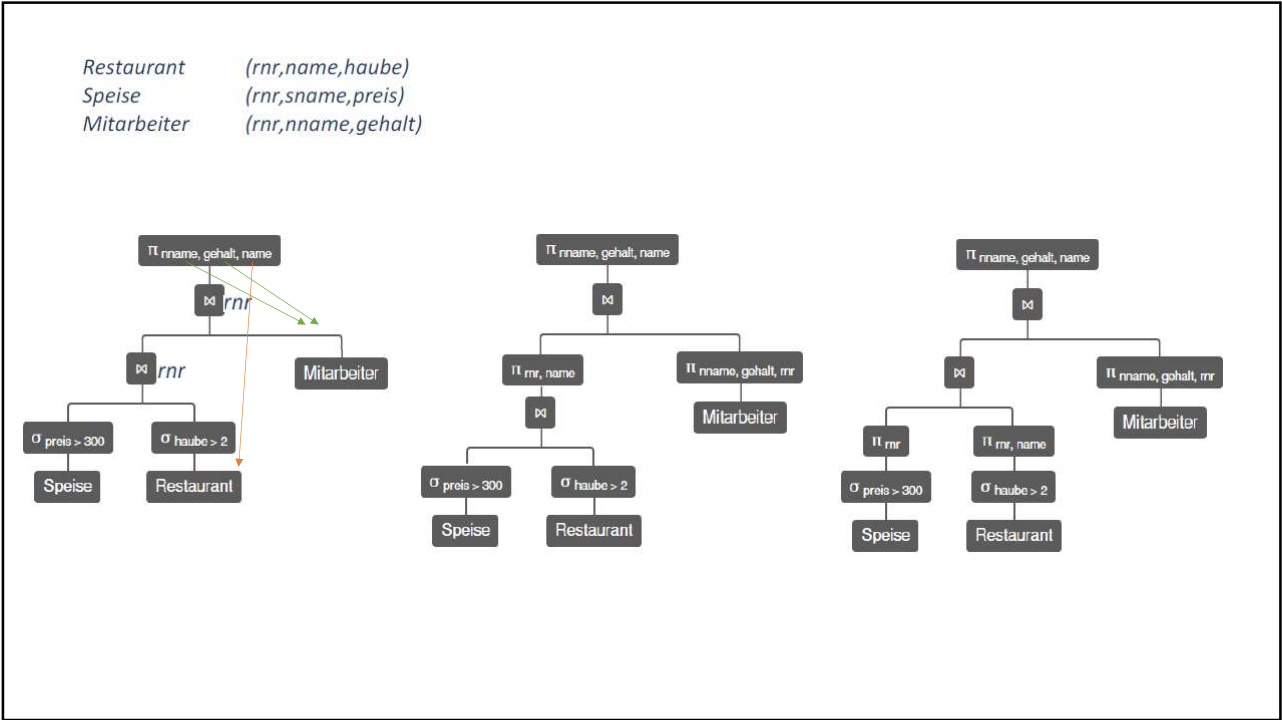 Restaurant (rnr,name,haube)
Speise (rnr,sname,preis)
Mitarbeiter (rnr,nname,gehalt)
π nname, gehalt, name
⋈ rnr
⋈ rnr
Mitarbeiter
σ preis > 300
σ haube > 2
Speise
Restaurant
π nname, gehalt, name
⋈
π rnr, name
π nname, gehalt, rnr
⋈
Mitarbeiter
σ preis > 300
σ haube > 2
Speise
Restaurant
π nname, gehalt, name
⋈
⋈
π nname, gehalt, rnr
Mitarbeiter
π rnr
π rnr, name
σ preis > 300
σ haube > 2
Speise
Restaurant